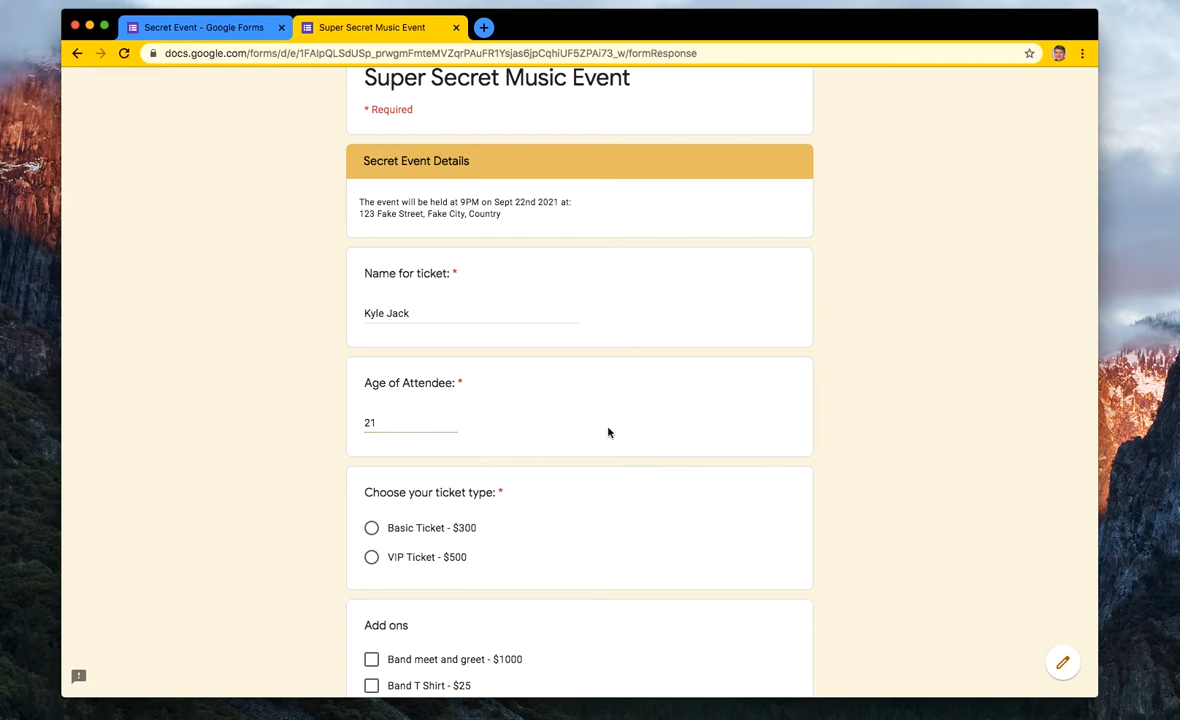 Secret Event - Google Forms
Super Secret Music Event
docs.google.com/forms/d/e/1FAIpQLSdUSp_prwgmFmteMVZqrPAuFR1Ysjas6jpCqhiUF5ZPAi73_w/formResponse
Super Secret Music Event
* Required
Secret Event Details
The event will be held at 9PM on Sept 22nd 2021 at:
123 Fake Street, Fake City, Country
Name for ticket: *
Kyle Jack
Age of Attendee: *
21
Choose your ticket type: *
Basic Ticket - $300
VIP Ticket - $500
Add ons
Band meet and greet - $1000
Band T Shirt - $25